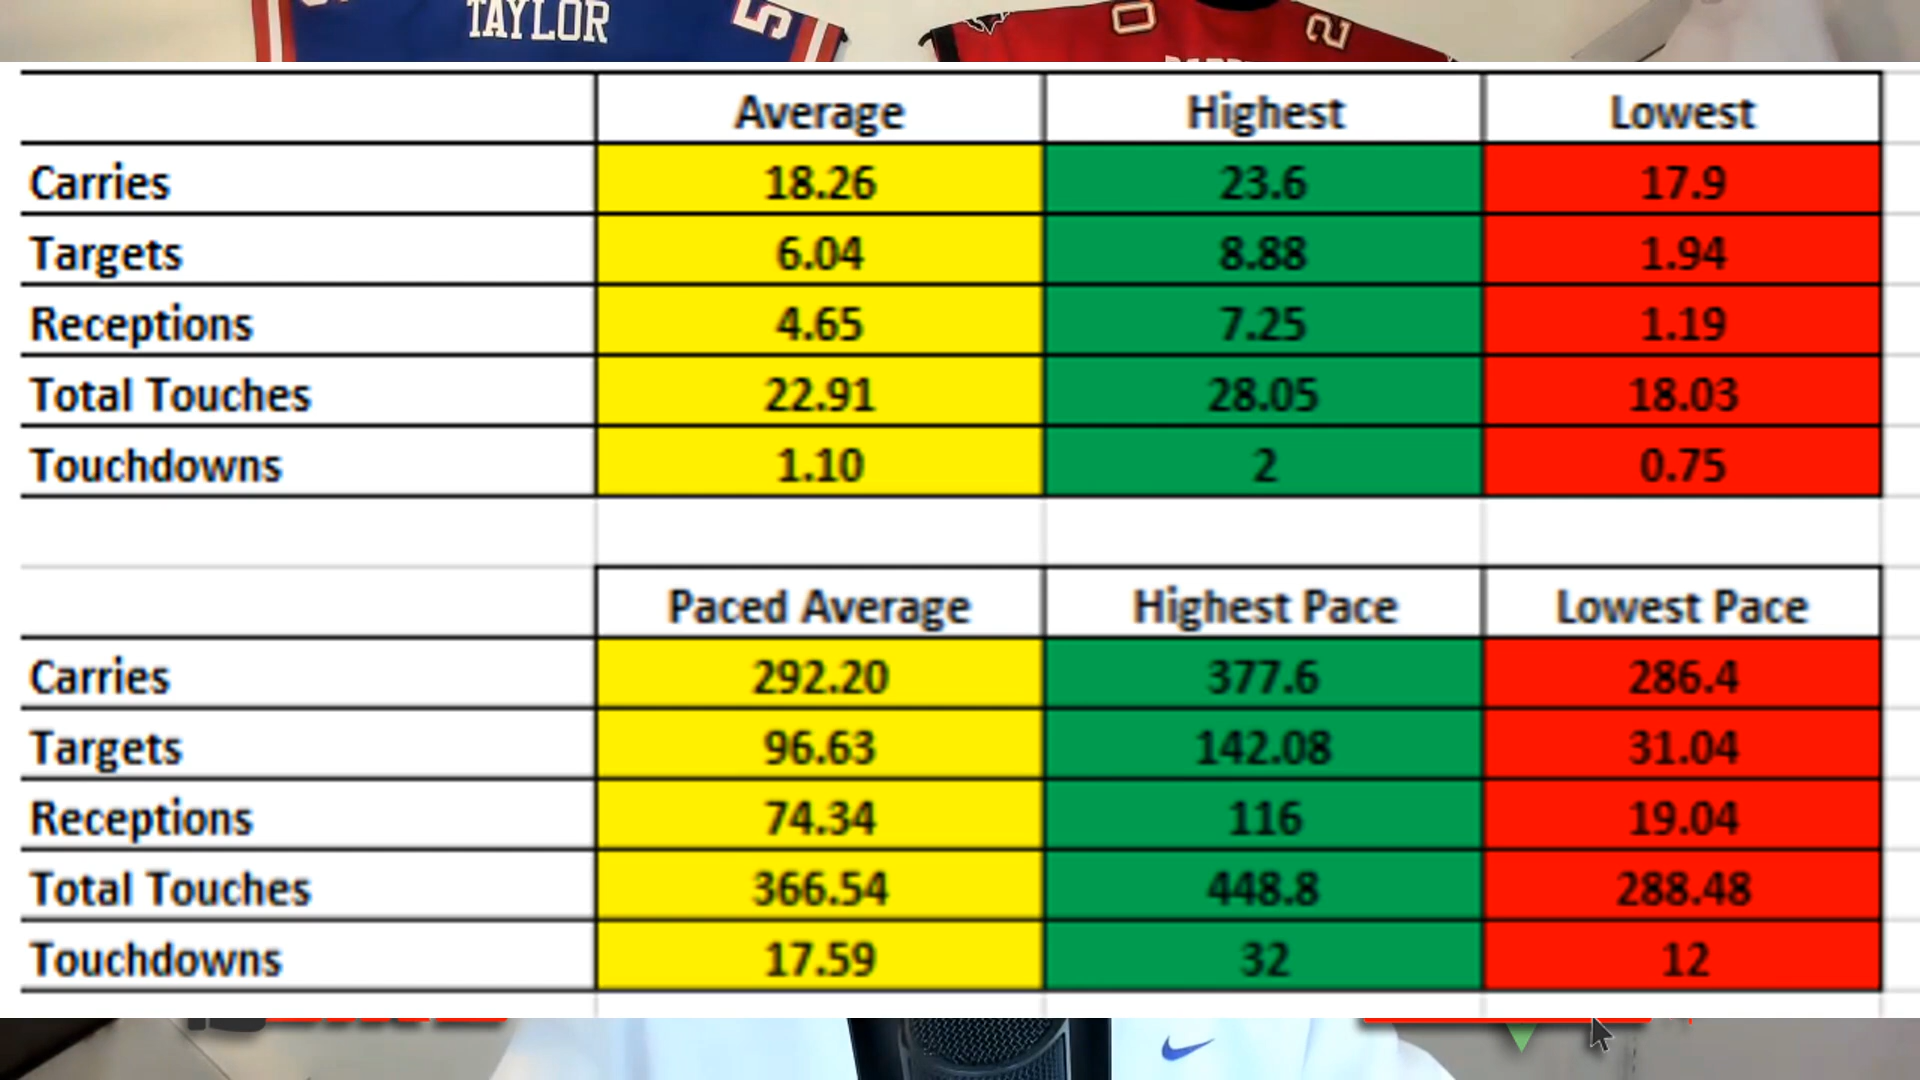 TAYLOR
Average Highest Lowest
Carries 18.26 23.6 17.9
Targets 6.04 8.88 1.94
Receptions 4.65 7.25 1.19
Total Touches 22.91 28.05 18.03
Touchdowns 1.10 2 0.75
Paced Average Highest Pace Lowest Pace
Carries 292.20 377.6 286.4
Targets 96.63 142.08 31.04
Receptions 74.34 116 19.04
Total Touches 366.54 448.8 288.48
Touchdowns 17.59 32 12